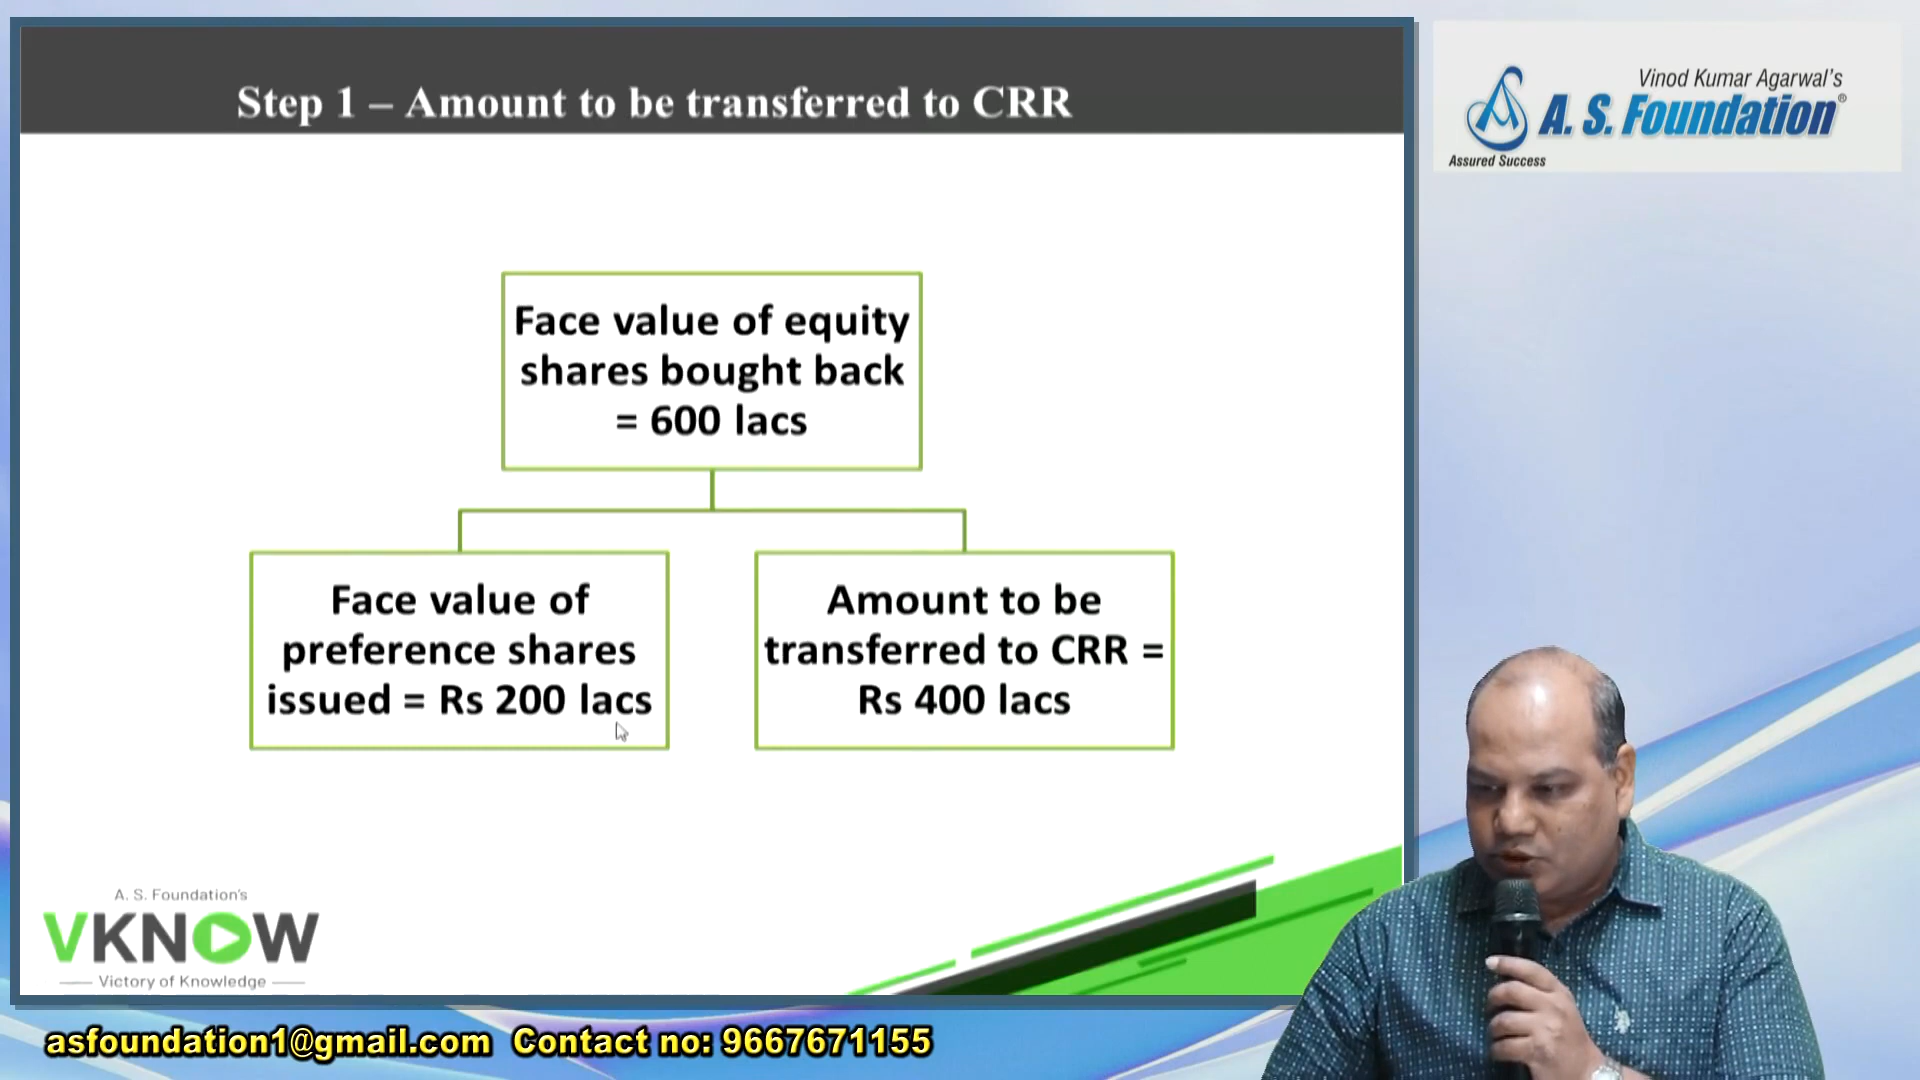 Step 1 – Amount to be transferred to CRR
Vinod Kumar Agarwal's
A. S. Foundation®
Assured Success
Face value of equity
shares bought back
= 600 lacs
Face value of
preference shares
issued = Rs 200 lacs
Amount to be
transferred to CRR =
Rs 400 lacs
A. S. Foundation's
VKNOW
Victory of Knowledge
asfoundation1@gmail.com Contact no: 9667671155